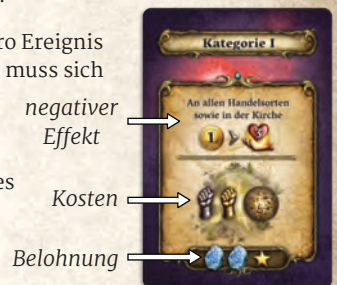 ro Ereignis
muss sich
negativer
Effekt
es
Kosten
Belohnung
Kategorie I
An allen Handelsorten
sowie in der Kirche
1